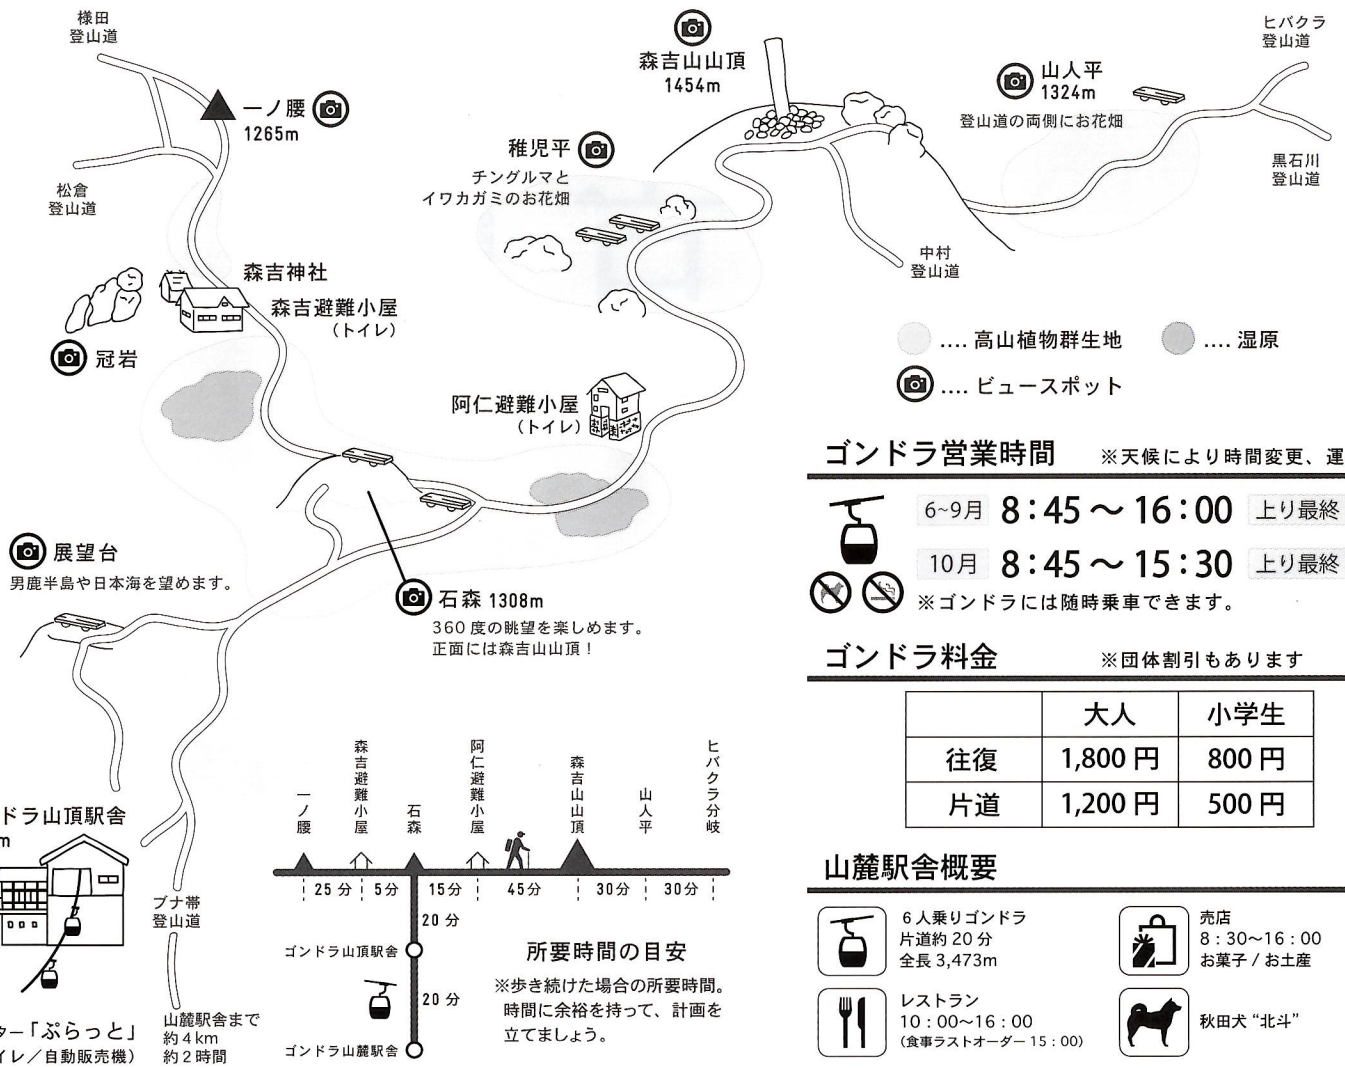 様田
登山道
一ノ腰
1265m
松倉
登山道
森吉神社
森吉避難小屋
(トイレ)
冠岩
森吉山山頂
1454m
稚児平
チングルマと
イワカガミのお花畑
山人平
1324m
登山道の両側にお花畑
ヒバクラ
登山道
黒石川
登山道
中村
登山道
阿仁避難小屋
(トイレ)
.... 高山植物群生地
.... 湿原
.... ビュースポット
展望台
男鹿半島や日本海を望めます。
石森 1308m
360度の眺望を楽しめます。
正面には森吉山山頂！
ドラ山頂駅舎
m
ブナ帯
登山道
ター「ぷらっと」
イレ／自動販売機）
山麓駅舎まで
約4km
約2時間
一ノ腰
森吉避難小屋
石森
阿仁避難小屋
森吉山山頂
山人平
ヒバクラ分岐
25分 5分 15分 45分 30分 30分
20分
ゴンドラ山頂駅舎
20分
ゴンドラ山麓駅舎
所要時間の目安
※歩き続けた場合の所要時間。
時間に余裕を持って、計画を
立てましょう。
ゴンドラ営業時間 ※天候により時間変更、運
6~9月 8：45 〜 16：00 上り最終
10月 8：45 〜 15：30 上り最終
※ゴンドラには随時乗車できます。
ゴンドラ料金 ※団体割引もあります
大人 小学生
往復 1,800 円 800 円
片道 1,200 円 500 円
山麓駅舎概要
6人乗りゴンドラ
片道約20分
全長3,473m
売店
8：30〜16：00
お菓子 / お土産
レストラン
10：00〜16：00
(食事ラストオーダー 15：00)
秋田犬 “北斗”